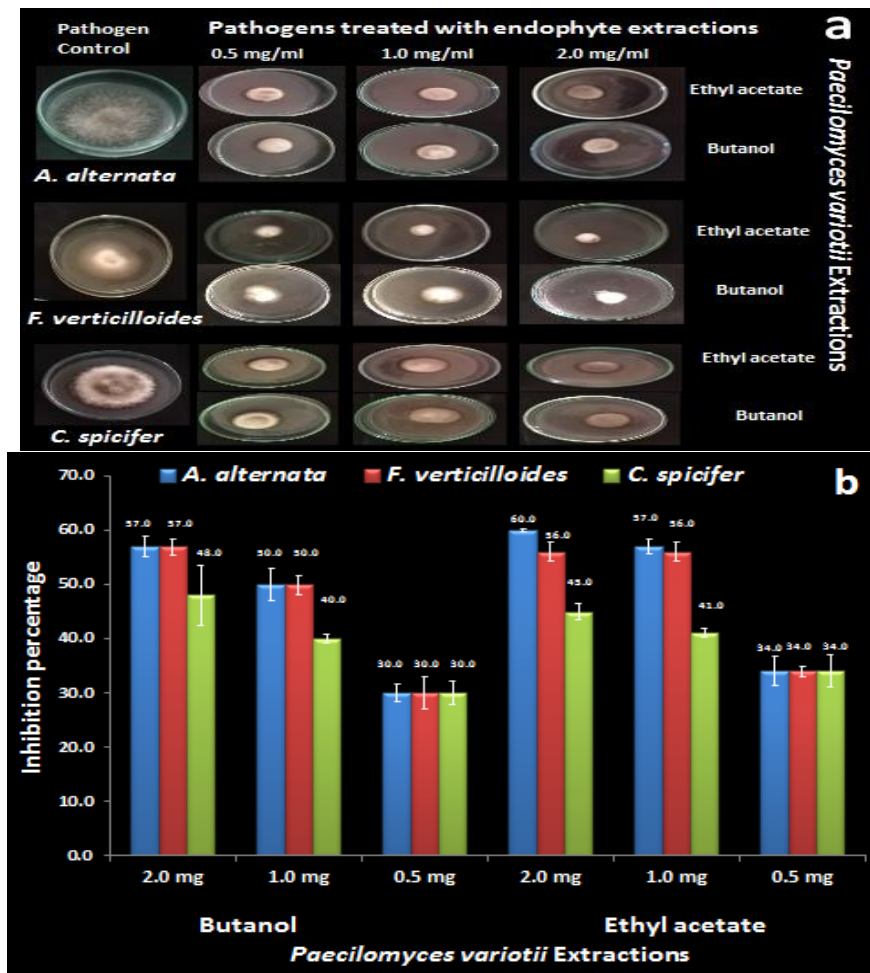 Pathogen Control
Pathogens treated with endophyte extractions
a
0.5 mg/ml 1.0 mg/ml 2.0 mg/ml
Ethyl acetate
Butanol
A. alternata
Ethyl acetate
Butanol
F. verticilloides
Ethyl acetate
Butanol
C. spicifer
Paecilomyces variotii Extractions
b
A. alternata F. verticilloides C. spicifer
Inhibition percentage
70.0
60.0
50.0
40.0
30.0
20.0
10.0
0.0
57.0 57.0 48.0 50.0 50.0 40.0 30.0 30.0 30.0 60.0 56.0 45.0 57.0 56.0 41.0 34.0 34.0 34.0
2.0 mg 1.0 mg 0.5 mg 2.0 mg 1.0 mg 0.5 mg
Butanol Ethyl acetate
Paecilomyces variotii Extractions